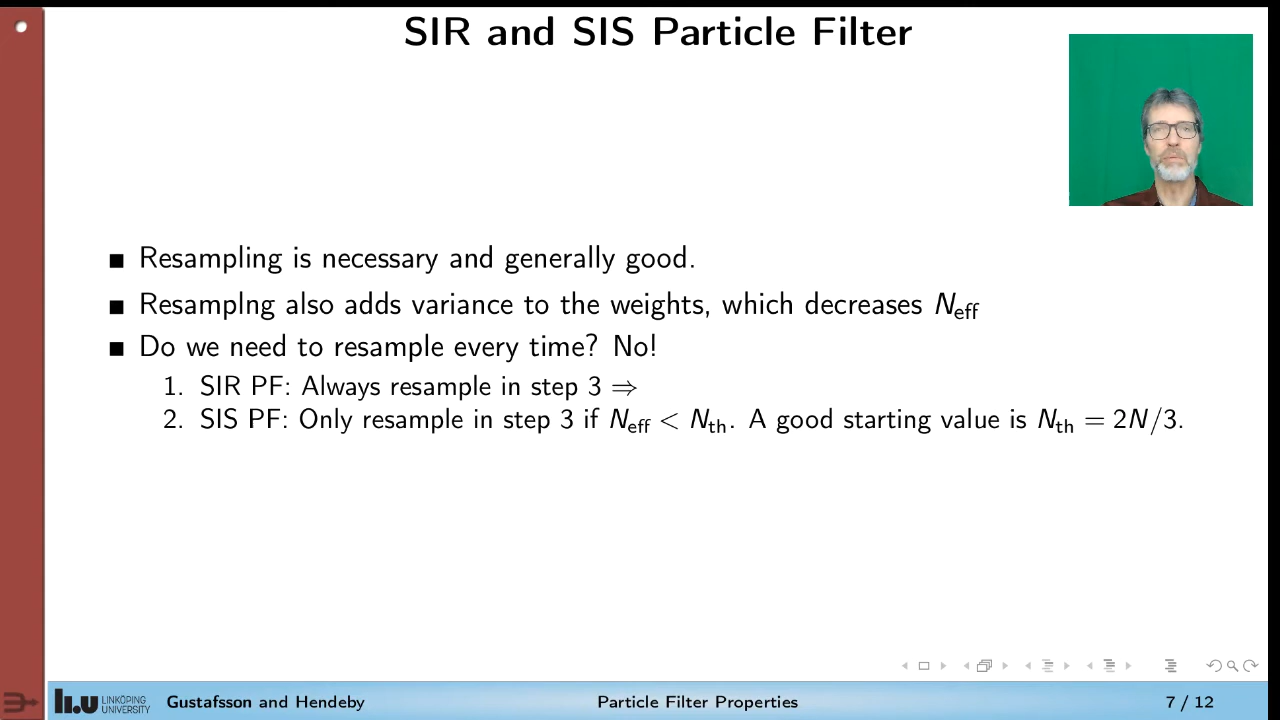 SIR and SIS Particle Filter
■ Resampling is necessary and generally good.
■ Resamplng also adds variance to the weights, which decreases N_eff
■ Do we need to resample every time? No!
1. SIR PF: Always resample in step 3 ⇒
2. SIS PF: Only resample in step 3 if N_eff < N_th. A good starting value is N_th = 2N/3.
li.u LINKÖPING UNIVERSITY
Gustafsson and Hendeby
Particle Filter Properties
7 / 12